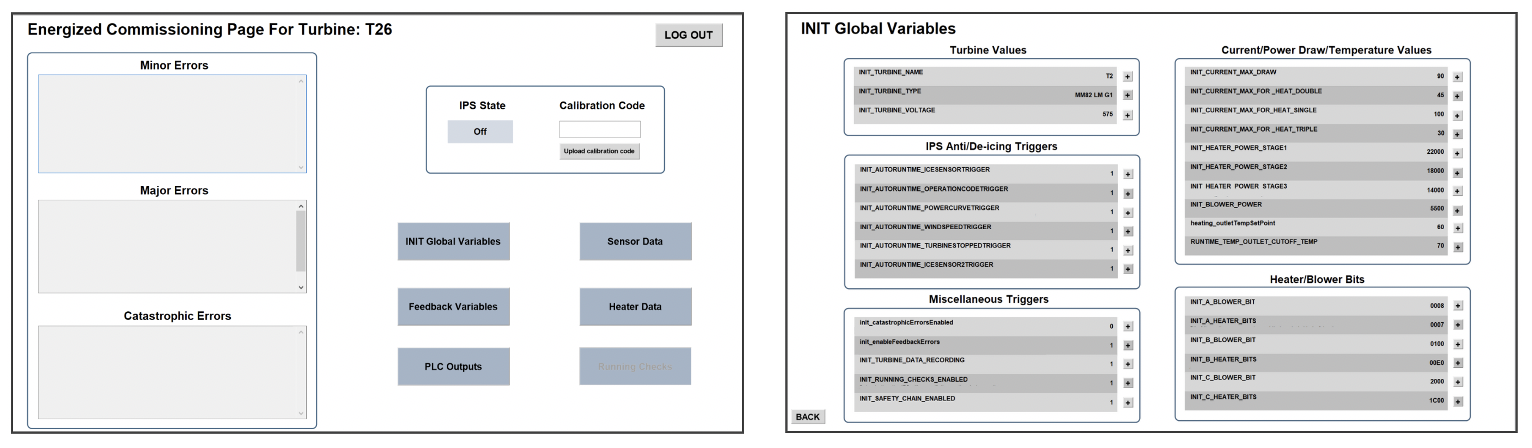 Energized Commissioning Page For Turbine: T26
LOG OUT
Minor Errors
Major Errors
Catastrophic Errors
IPS State
Off
Calibration Code
Upload calibration code
INIT Global Variables
Sensor Data
Feedback Variables
Heater Data
PLC Outputs
Running Checks
INIT Global Variables
Turbine Values
INIT_TURBINE_NAME T2 +
INIT_TURBINE_TYPE MM82 LM G1 +
INIT_TURBINE_VOLTAGE 575 +
IPS Anti/De-icing Triggers
INIT_AUTORUNTIME_ICESENSORTRIGGER 1 +
INIT_AUTORUNTIME_OPERATIONCODETRIGGER 1 +
INIT_AUTORUNTIME_POWERCURVETRIGGER 1 +
INIT_AUTORUNTIME_WINDSPEEDTRIGGER 1 +
INIT_AUTORUNTIME_TURBINESTOPPEDTRIGGER 1 +
INIT_AUTORUNTIME_ICESENSOR2TRIGGER 1 +
Miscellaneous Triggers
init_catastrophicErrorsEnabled 0 +
init_enableFeedbackErrors 1 +
INIT_TURBINE_DATA_RECORDING 1 +
INIT_RUNNING_CHECKS_ENABLED 1 +
INIT_SAFETY_CHAIN_ENABLED 1 +
BACK
Current/Power Draw/Temperature Values
INIT_CURRENT_MAX_DRAW 90 +
INIT_CURRENT_MAX_FOR _HEAT_DOUBLE 45 +
INIT_CURRENT_MAX_FOR_HEAT_SINGLE 100 +
INIT_CURRENT_MAX_FOR _HEAT_TRIPLE 30 +
INIT_HEATER_POWER_STAGE1 22000 +
INIT_HEATER_POWER_STAGE2 18000 +
INIT HEATER POWER STAGE3 14000 +
INIT_BLOWER_POWER 5500 +
heating_outletTempSetPoint 60 +
RUNTIME_TEMP_OUTLET_CUTOFF_TEMP 70 +
Heater/Blower Bits
INIT_A_BLOWER_BIT 0008 +
INIT_A_HEATER_BITS 0007 +
INIT_B_BLOWER_BIT 0100 +
INIT_B_HEATER_BITS 00E0 +
INIT_C_BLOWER_BIT 2000 +
INIT_C_HEATER_BITS 1C00 +